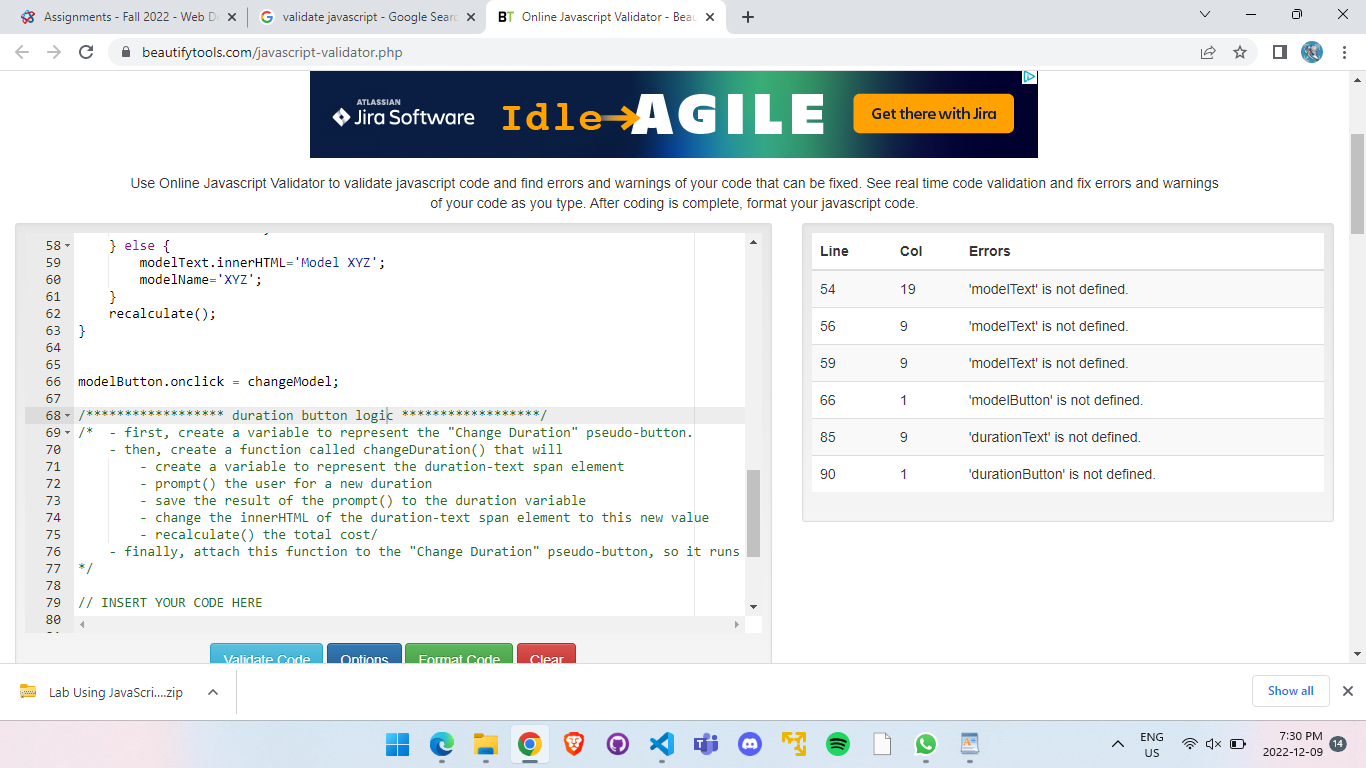 Assignments - Fall 2022 - Web D
validate javascript - Google Searc
BT Online Javascript Validator - Beau
beautifytools.com/javascript-validator.php
ATLASSIAN
Jira Software
Idle AGILE
Get there with Jira
Use Online Javascript Validator to validate javascript code and find errors and warnings of your code that can be fixed. See real time code validation and fix errors and warnings
of your code as you type. After coding is complete, format your javascript code.
58 } else {
59 modelText.innerHTML='Model XYZ';
60 modelName='XYZ';
61 }
62 recalculate();
63 }
64
65
66 modelButton.onclick = changeModel;
67
68 /****************** duration button logic ******************/
69 /* - first, create a variable to represent the "Change Duration" pseudo-button.
70 - then, create a function called changeDuration() that will
71 - create a variable to represent the duration-text span element
72 - prompt() the user for a new duration
73 - save the result of the prompt() to the duration variable
74 - change the innerHTML of the duration-text span element to this new value
75 - recalculate() the total cost/
76 - finally, attach this function to the "Change Duration" pseudo-button, so it runs
77 */
78
79 // INSERT YOUR CODE HERE
80
Line Col Errors
54 19 'modelText' is not defined.
56 9 'modelText' is not defined.
59 9 'modelText' is not defined.
66 1 'modelButton' is not defined.
85 9 'durationText' is not defined.
90 1 'durationButton' is not defined.
Validate Code Options Format Code Clear
Lab Using JavaScri....zip
Show all
ENG
US
7:30 PM
2022-12-09
14